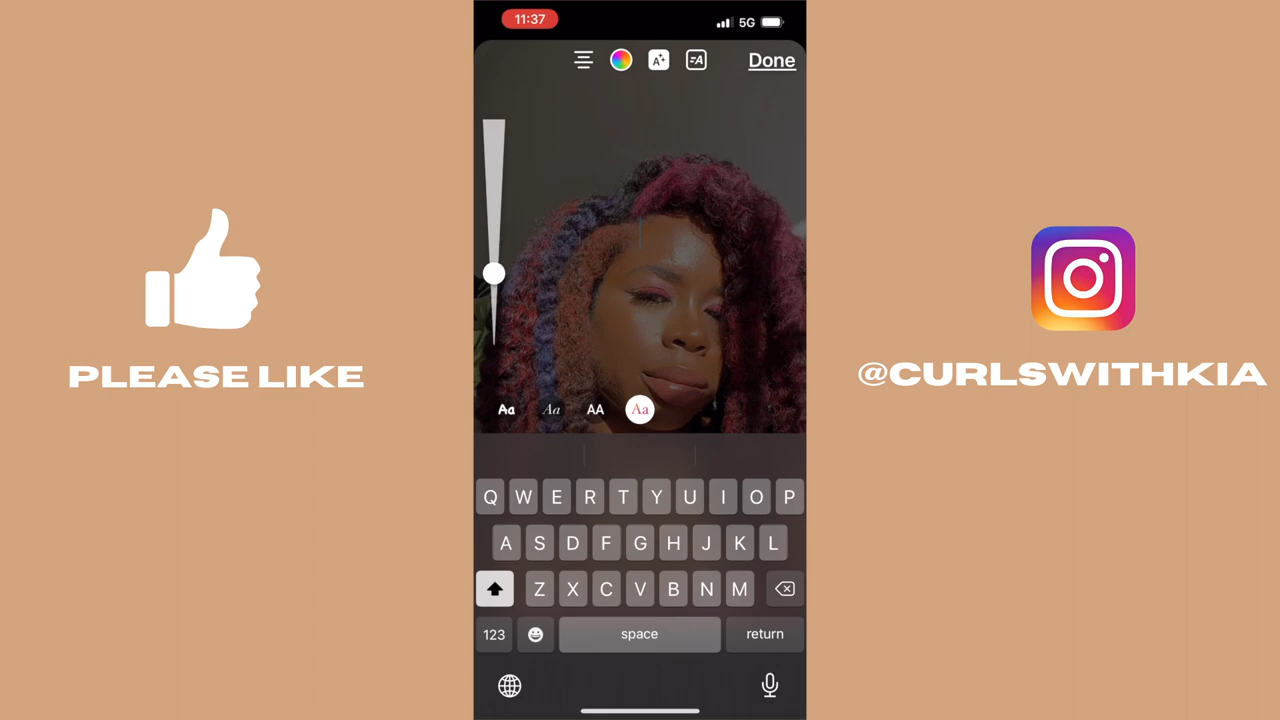 11:37
5G
A
=A
Done
Aa
Aa
AA
Aa
PLEASE LIKE
@CURLSWITHKIA
Q W E R T Y U I O P
A S D F G H J K L
Z X C V B N M
123
space
return